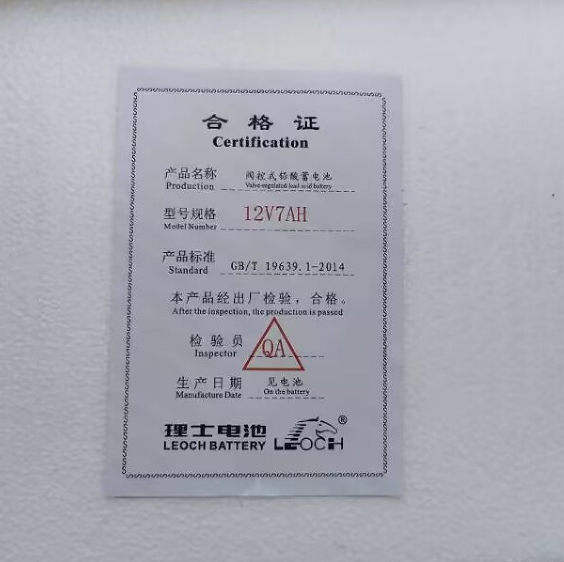 合格证
Certification
产品名称 阀控式铅酸蓄电池
Production Valve-regulated lead acid battery
型号规格 12V7AH
Model Number
产品标准 GB/T 19639.1-2014
Standard
本产品经出厂检验，合格。
After the inspection, the production is passed
检验员 QA
Inspector
生产日期 见电池
Manufacture Date On the battery
理士电池 LEOCH®
LEOCH BATTERY